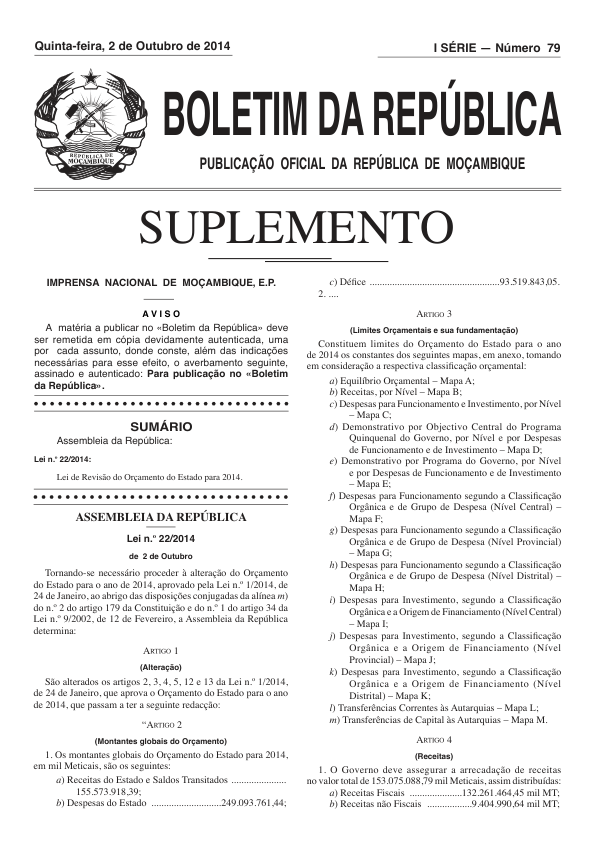 Quinta-feira, 2 de Outubro de 2014
I SÉRIE — Número 79
REPÚBLICA DE
MOÇAMBIQUE
BOLETIM DA REPÚBLICA
PUBLICAÇÃO OFICIAL DA REPÚBLICA DE MOÇAMBIQUE
SUPLEMENTO
IMPRENSA NACIONAL DE MOÇAMBIQUE, E.P.
A V I S O
A matéria a publicar no «Boletim da República» deve
ser remetida em cópia devidamente autenticada, uma
por cada assunto, donde conste, além das indicações
necessárias para esse efeito, o averbamento seguinte,
assinado e autenticado: Para publicação no «Boletim
da República».
SUMÁRIO
Assembleia da República:
Lei n.º 22/2014:
Lei de Revisão do Orçamento do Estado para 2014.
ASSEMBLEIA DA REPÚBLICA
Lei n.º 22/2014
de 2 de Outubro
Tornando-se necessário proceder à alteração do Orçamento
do Estado para o ano de 2014, aprovado pela Lei n.º 1/2014, de
24 de Janeiro, ao abrigo das disposições conjugadas da alínea m)
do n.º 2 do artigo 179 da Constituição e do n.º 1 do artigo 34 da
Lei n.º 9/2002, de 12 de Fevereiro, a Assembleia da República
determina:
Artigo 1
(Alteração)
São alterados os artigos 2, 3, 4, 5, 12 e 13 da Lei n.º 1/2014,
de 24 de Janeiro, que aprova o Orçamento do Estado para o ano
de 2014, que passam a ter a seguinte redacção:
“Artigo 2
(Montantes globais do Orçamento)
1. Os montantes globais do Orçamento do Estado para 2014,
em mil Meticais, são os seguintes:
a) Receitas do Estado e Saldos Transitados ......................
155.573.918,39;
b) Despesas do Estado ............................249.093.761,44;
c) Défice .....................................................93.519.843,05.
2. ....
Artigo 3
(Limites Orçamentais e sua fundamentação)
Constituem limites do Orçamento do Estado para o ano
de 2014 os constantes dos seguintes mapas, em anexo, tomando
em consideração a respectiva classificação orçamental:
a) Equilíbrio Orçamental – Mapa A;
b) Receitas, por Nível – Mapa B;
c) Despesas para Funcionamento e Investimento, por Nível
– Mapa C;
d) Demonstrativo por Objectivo Central do Programa
Quinquenal do Governo, por Nível e por Despesas
de Funcionamento e de Investimento – Mapa D;
e) Demonstrativo por Programa do Governo, por Nível
e por Despesas de Funcionamento e de Investimento
– Mapa E;
f) Despesas para Funcionamento segundo a Classificação
Orgânica e de Grupo de Despesa (Nível Central) –
Mapa F;
g) Despesas para Funcionamento segundo a Classificação
Orgânica e de Grupo de Despesa (Nível Provincial)
– Mapa G;
h) Despesas para Funcionamento segundo a Classificação
Orgânica e de Grupo de Despesa (Nível Distrital) –
Mapa H;
i) Despesas para Investimento, segundo a Classificação
Orgânica e a Origem de Financiamento (Nível Central)
– Mapa I;
j) Despesas para Investimento, segundo a Classificação
Orgânica e a Origem de Financiamento (Nível
Provincial) – Mapa J;
k) Despesas para Investimento, segundo a Classificação
Orgânica e a Origem de Financiamento (Nível
Distrital) – Mapa K;
l) Transferências Correntes às Autarquias – Mapa L;
m) Transferências de Capital às Autarquias – Mapa M.
Artigo 4
(Receitas)
1. O Governo deve assegurar a arrecadação de receitas
no valor total de 153.075.088,79 mil Meticais, assim distribuídas:
a) Receitas Fiscais .....................132.261.464,45 mil MT;
b) Receitas não Fiscais ..................9.404.990,64 mil MT;